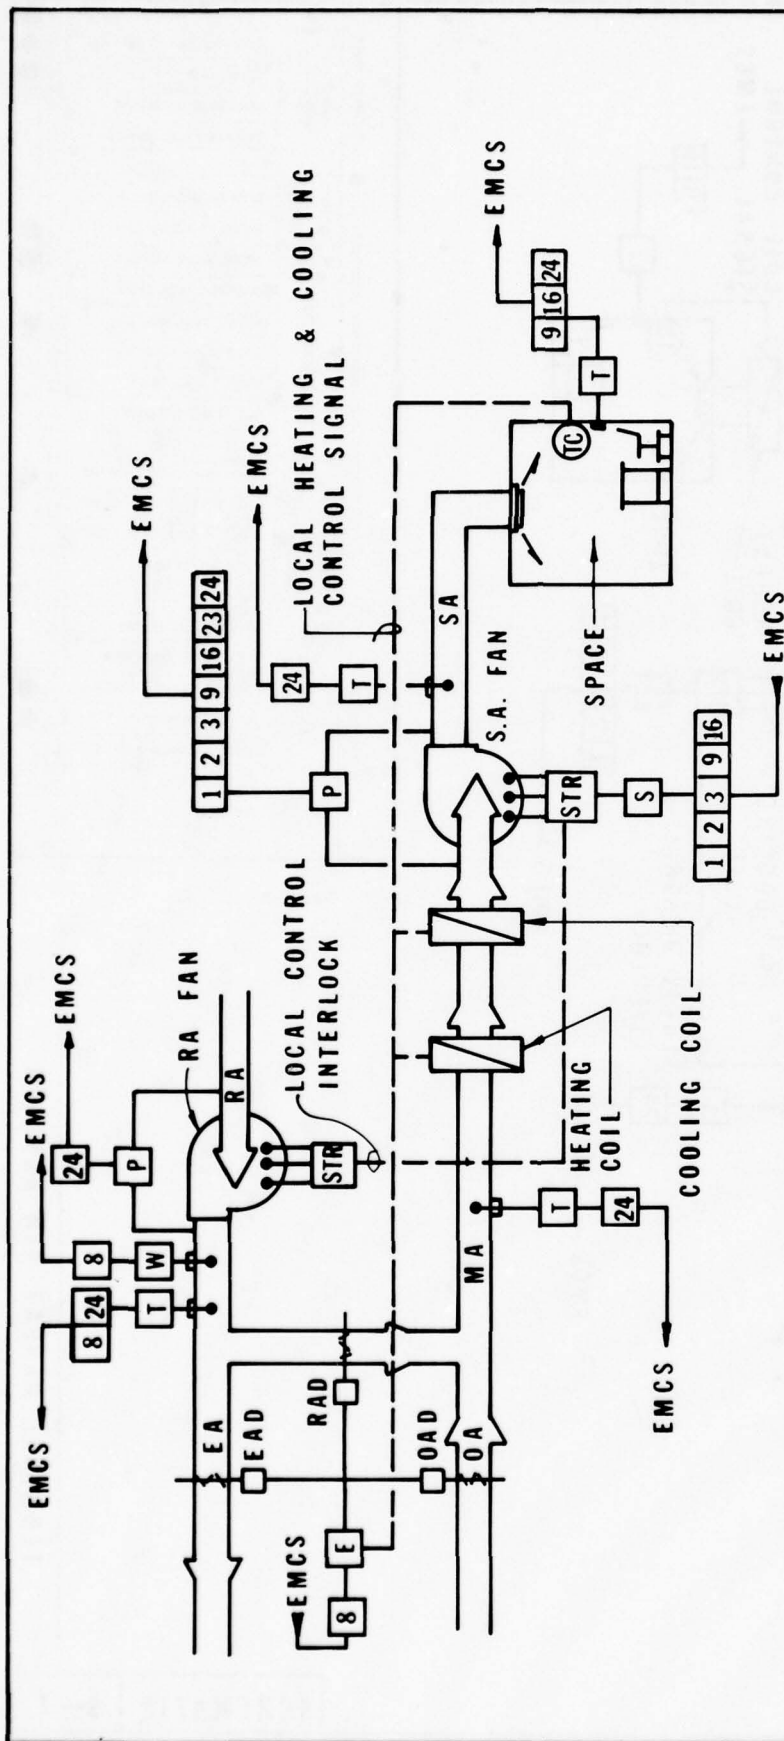 EMCS
EMCS
EMCS
8 24
8
24
T
W
P
RA FAN
EA
RA
EAD
RAD
STR
LOCAL CONTROL
INTERLOCK
EMCS
8
E
OAD
OA
MA
HEATING
COIL
COOLING COIL
T
24
EMCS
EMCS
1 2 3 9 16 23 24
P
EMCS
24
T
LOCAL HEATING & COOLING
CONTROL SIGNAL
SA
S.A. FAN
STR
S
1 2 3 9 16
EMCS
EMCS
9 16 24
T
TC
SPACE